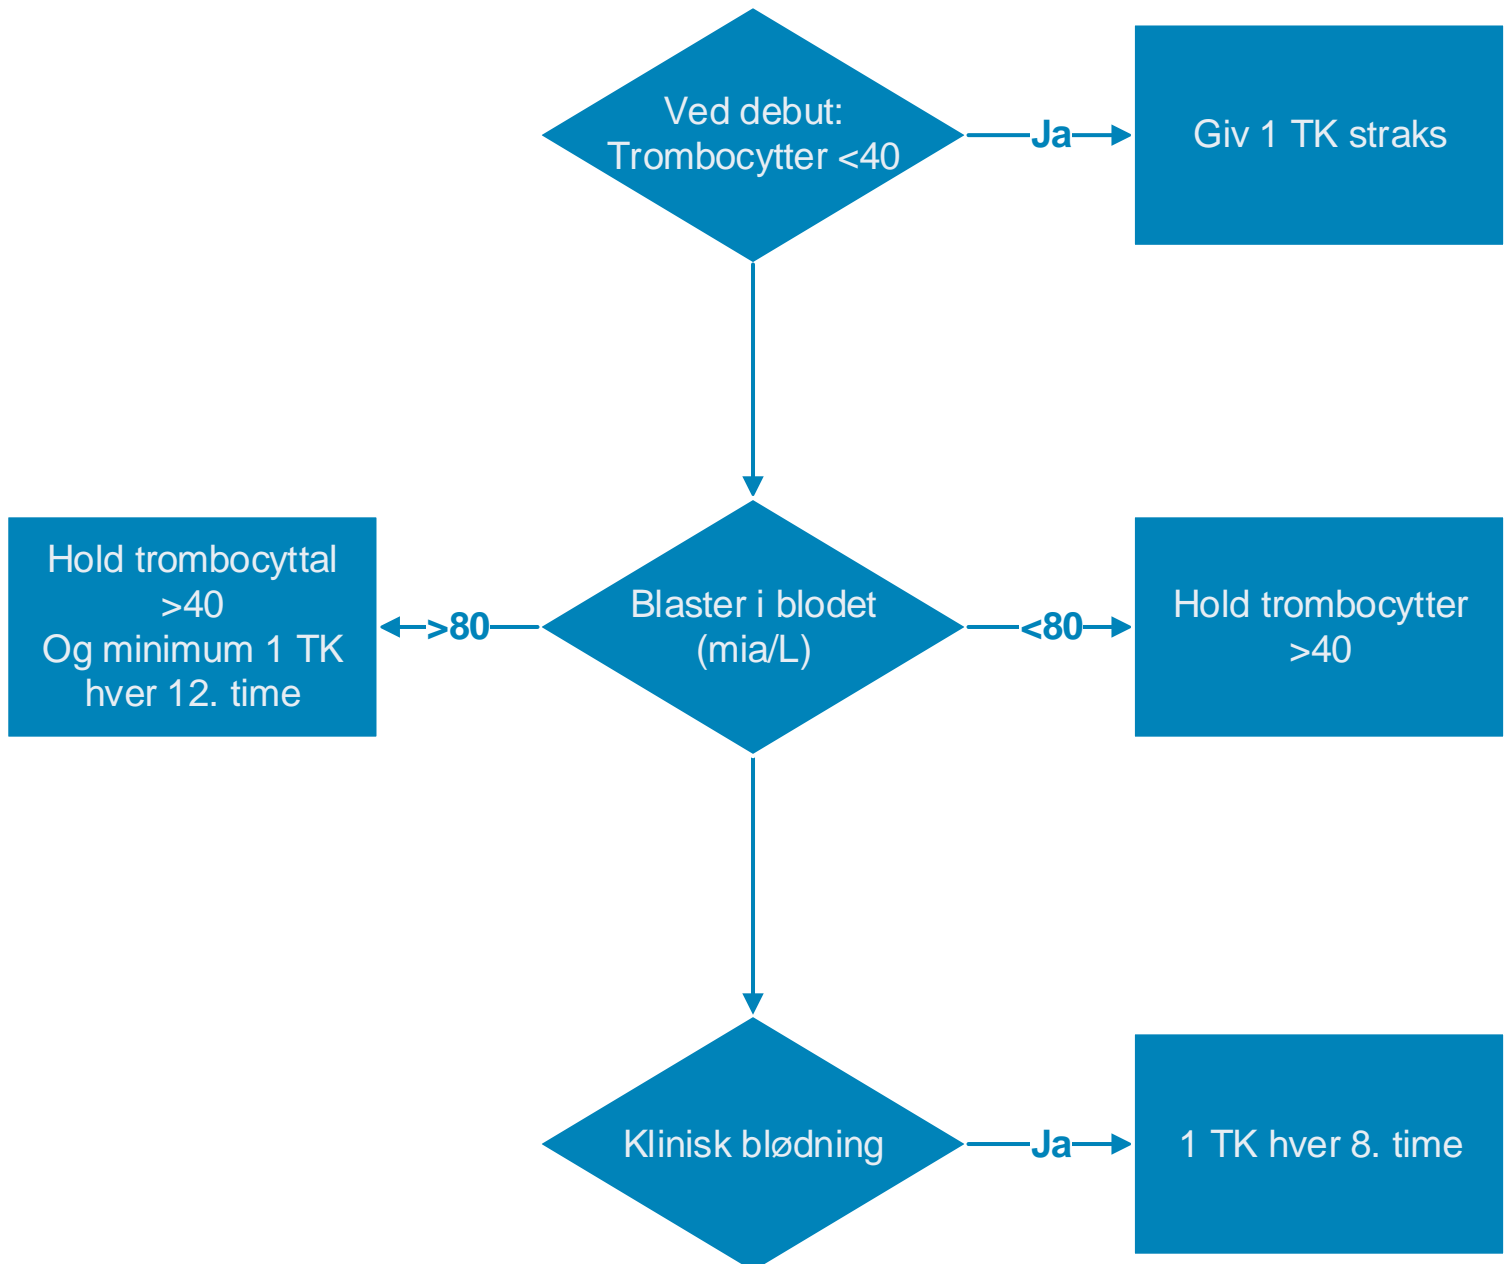 Ved debut:
Trombocytter <40
Ja
Giv 1 TK straks
Hold trombocyttal
>40
Og minimum 1 TK
hver 12. time
>80
Blaster i blodet
(mia/L)
<80
Hold trombocytter
>40
Klinisk blødning
Ja
1 TK hver 8. time